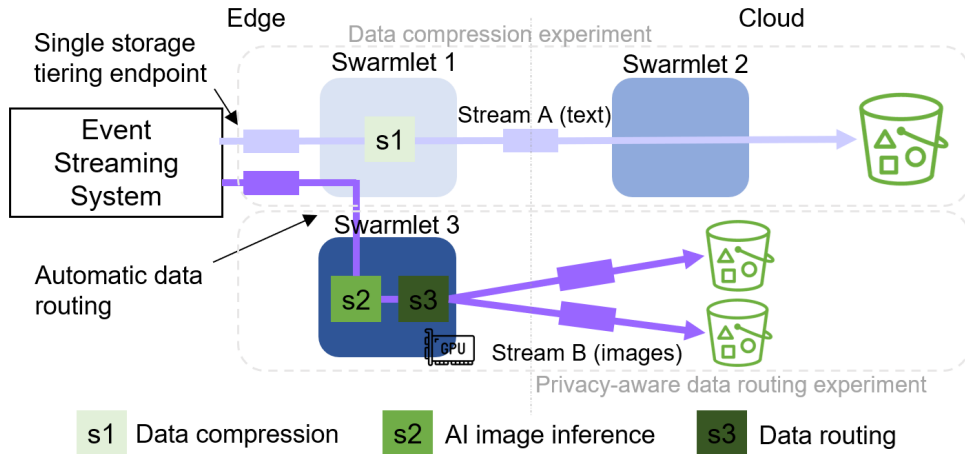 Edge
Cloud
Single storage
tiering endpoint
Data compression experiment
Swarmlet 1
Swarmlet 2
Stream A (text)
Event
Streaming
System
s1
Swarmlet 3
Automatic data
routing
s2
s3
GPU
Stream B (images)
Privacy-aware data routing experiment
s1 Data compression
s2 AI image inference
s3 Data routing